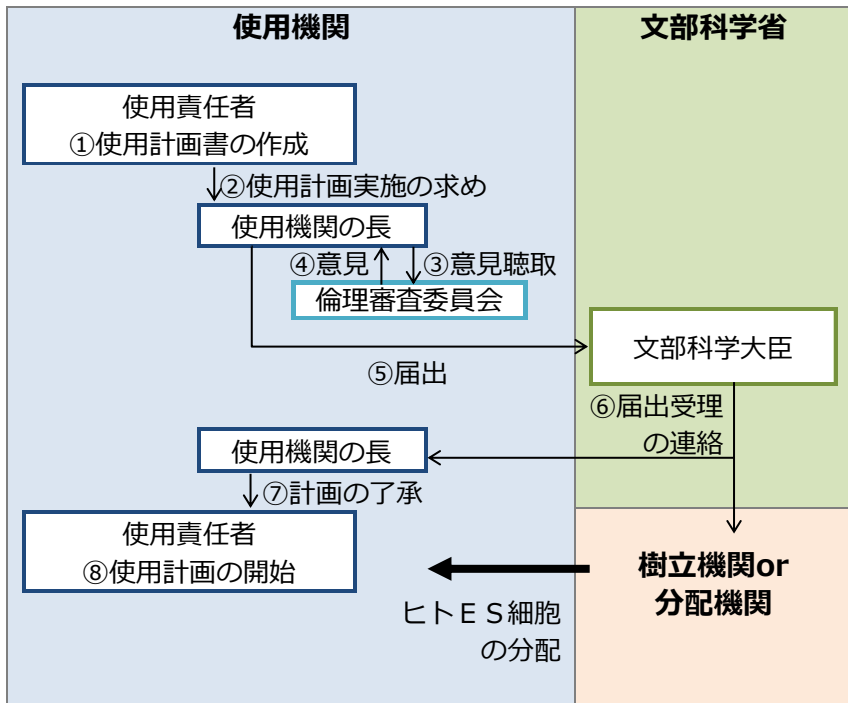 使用機関
文部科学省
使用責任者
①使用計画書の作成
②使用計画実施の求め
使用機関の長
④意見
③意見聴取
倫理審査委員会
⑤届出
文部科学大臣
⑥届出受理
の連絡
使用機関の長
⑦計画の了承
使用責任者
⑧使用計画の開始
樹立機関or
分配機関
ヒトＥＳ細胞
の分配